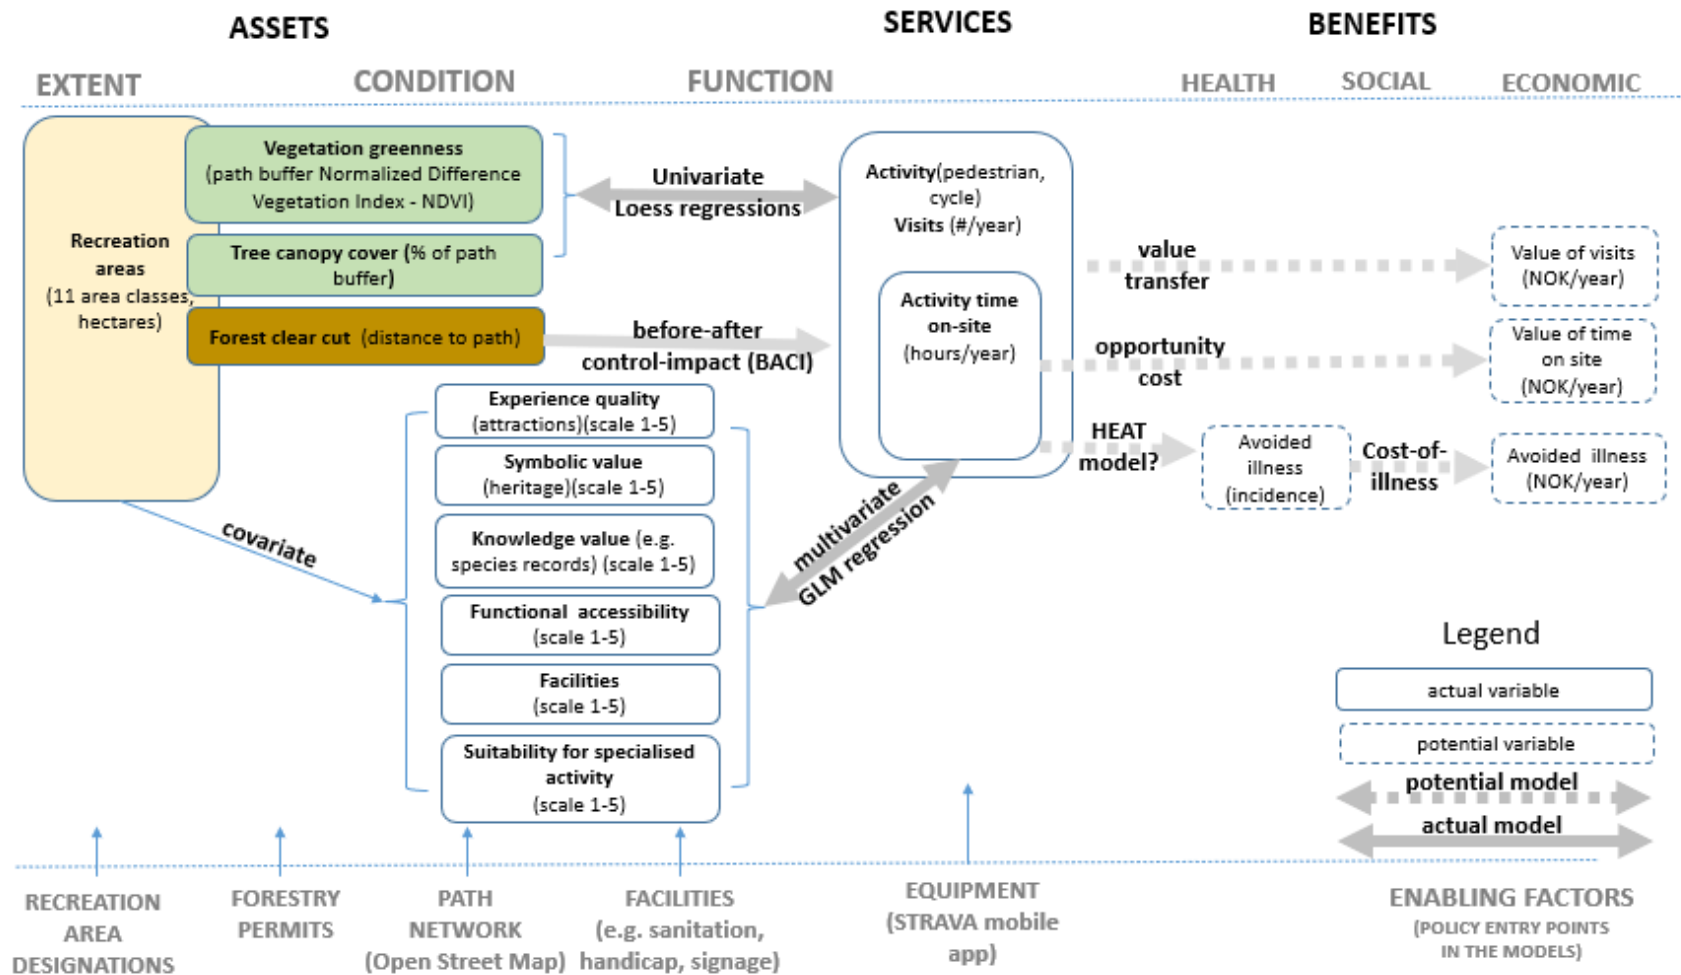 ASSETS
SERVICES
BENEFITS
EXTENT
CONDITION
FUNCTION
HEALTH
SOCIAL
ECONOMIC
Recreation
areas
(11 area classes,
hectares)
Vegetation greenness
(path buffer Normalized Difference
Vegetation Index - NDVI)
Tree canopy cover (% of path
buffer)
Forest clear cut (distance to path)
Univariate
Loess regressions
before-after
control-impact (BACI)
Activity(pedestrian,
cycle)
Visits (#/year)
Activity time
on-site
(hours/year)
value
transfer
Value of visits
(NOK/year)
opportunity
cost
Value of time
on site
(NOK/year)
HEAT
model?
Avoided
illness
(incidence)
Cost-of-
illness
Avoided illness
(NOK/year)
covariate
Experience quality
(attractions)(scale 1-5)
Symbolic value
(heritage)(scale 1-5)
Knowledge value (e.g.
species records) (scale 1-5)
Functional accessibility
(scale 1-5)
Facilities
(scale 1-5)
Suitability for specialised
activity
(scale 1-5)
multivariate
GLM regression
Legend
actual variable
potential variable
potential model
actual model
RECREATION
AREA
DESIGNATIONS
FORESTRY
PERMITS
PATH
NETWORK
(Open Street Map)
FACILITIES
(e.g. sanitation,
handicap, signage)
EQUIPMENT
(STRAVA mobile
app)
ENABLING FACTORS
(POLICY ENTRY POINTS
IN THE MODELS)